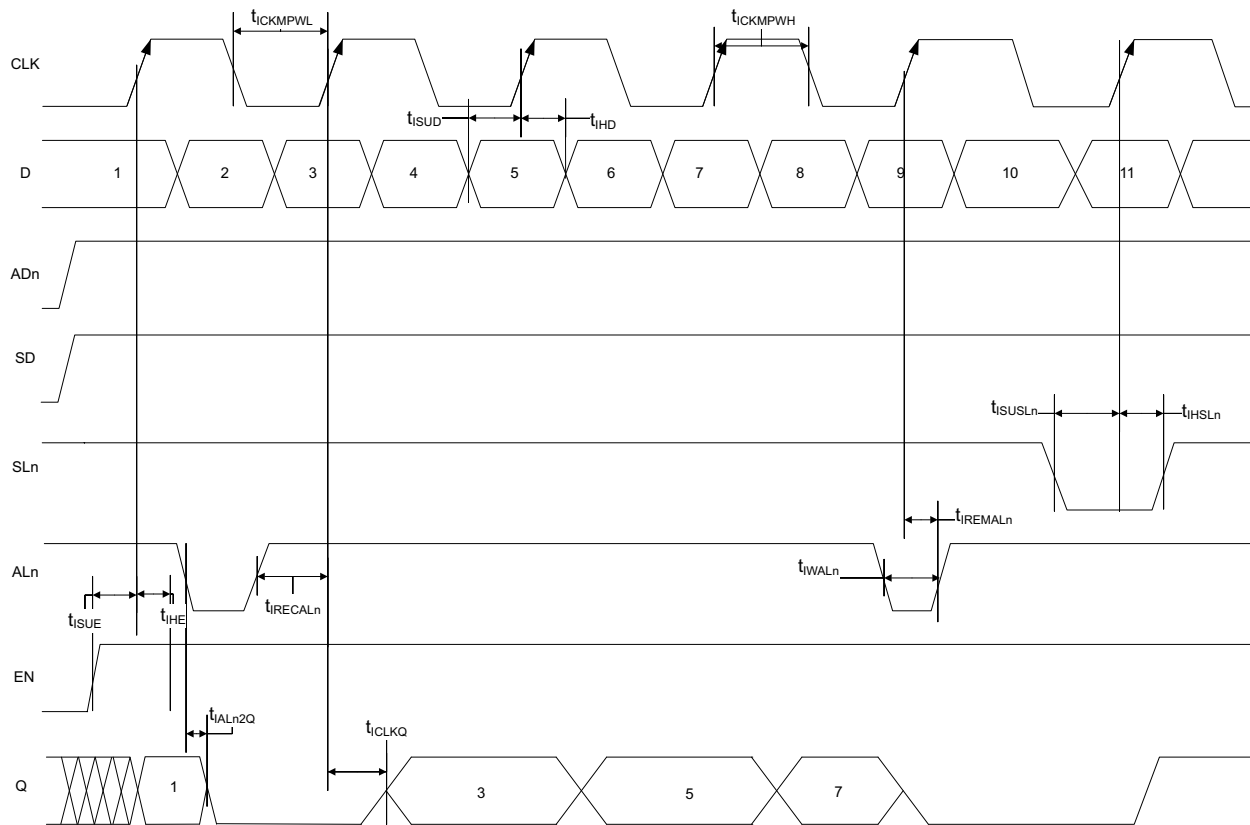 tICKMPWL
tICKMPWH
CLK
tISUD
tIHD
D 1 2 3 4 5 6 7 8 9 10 11
ADn
SD
tISUSLn
tIHSLn
SLn
tIREMALn
ALn
tIWALn
tISUE
tIHE
tIRECALn
EN
tIALn2Q
tICLKQ
Q 1 3 5 7